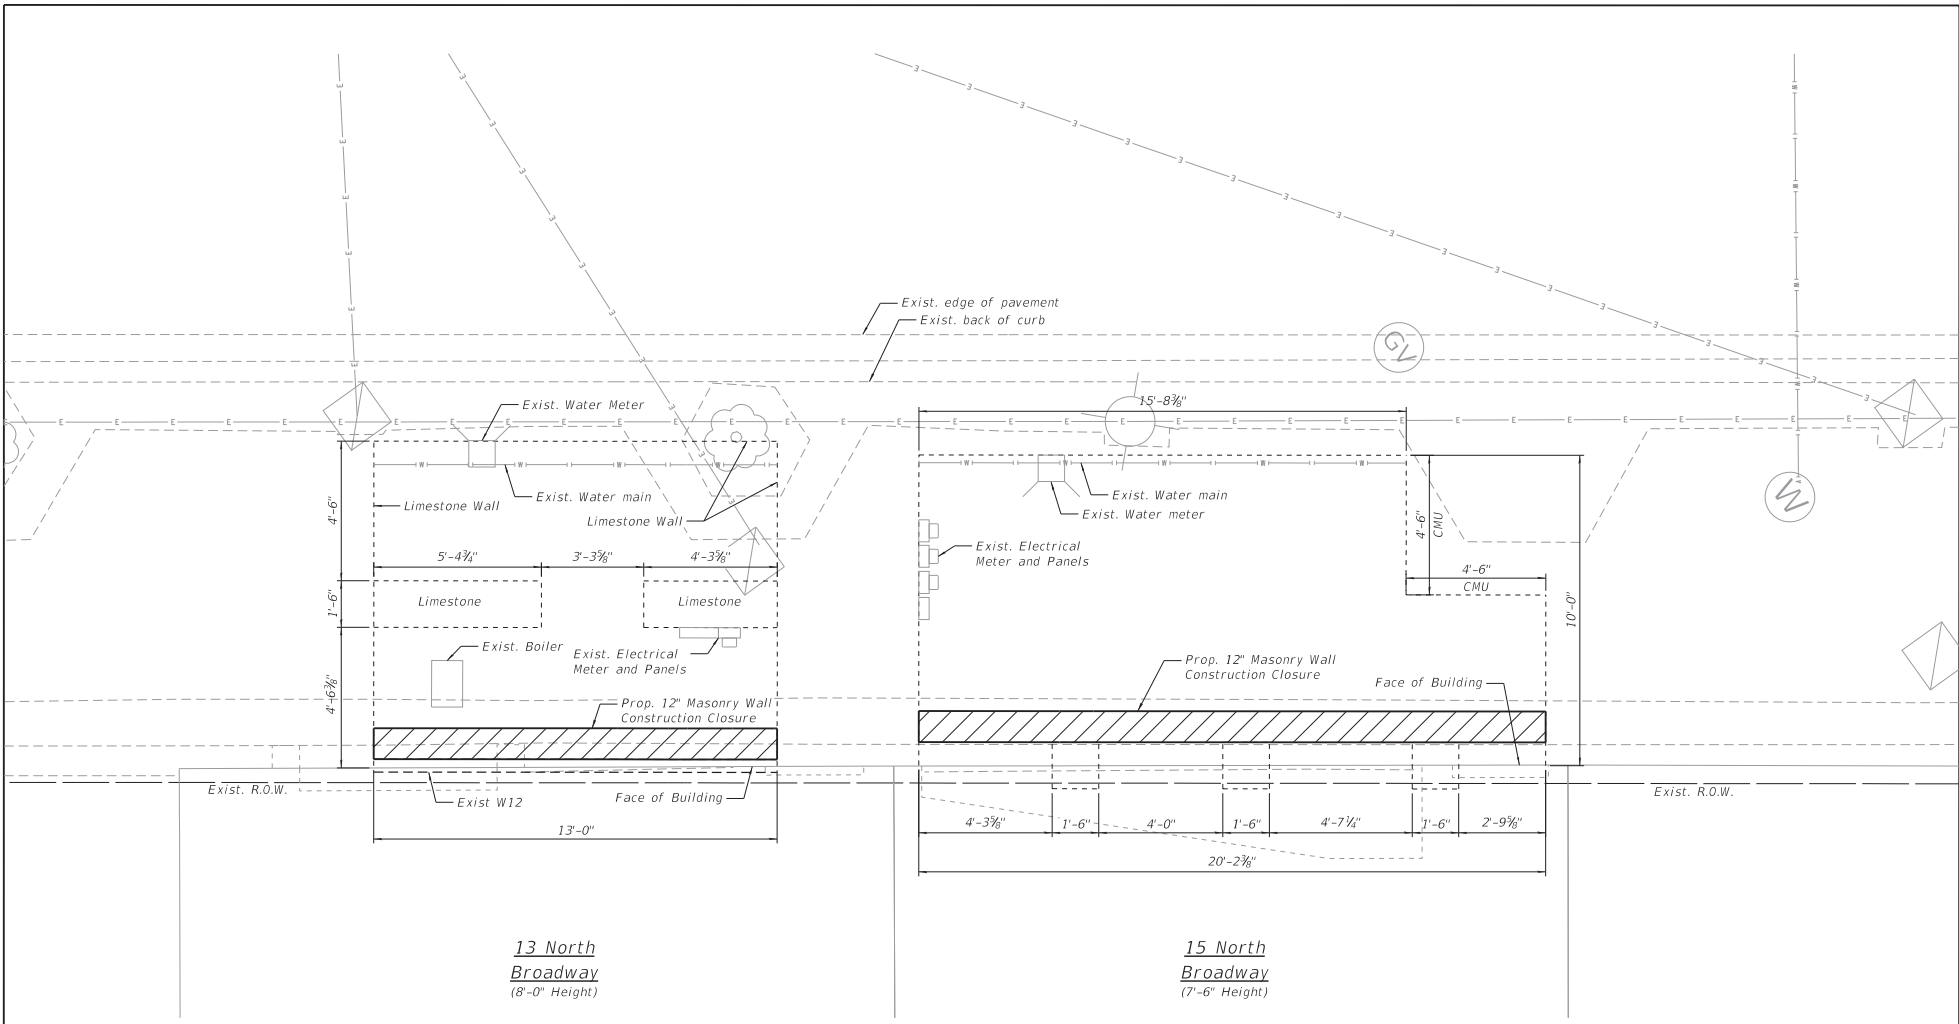 Exist. edge of pavement
Exist. back of curb
GV
Exist. Water Meter
15'-8⅜"
Exist. Water main
Limestone Wall
Limestone Wall
4'-6"
5'-4¾"
3'-3⅝"
4'-3⅝"
1'-6"
Limestone
Limestone
Exist. Boiler
Exist. Electrical
Meter and Panels
4'-6⅜"
Prop. 12" Masonry Wall
Construction Closure
Exist. R.O.W.
Exist W12
Face of Building
13'-0"
Exist. Water main
Exist. Water meter
Exist. Electrical
Meter and Panels
4'-6"
CMU
4'-6"
CMU
10'-0"
W
Prop. 12" Masonry Wall
Construction Closure
Face of Building
Exist. R.O.W.
4'-3⅝"
1'-6"
4'-0"
1'-6"
4'-7¼"
1'-6"
2'-9⅝"
20'-2⅜"
13 North
Broadway
(8'-0" Height)
15 North
Broadway
(7'-6" Height)